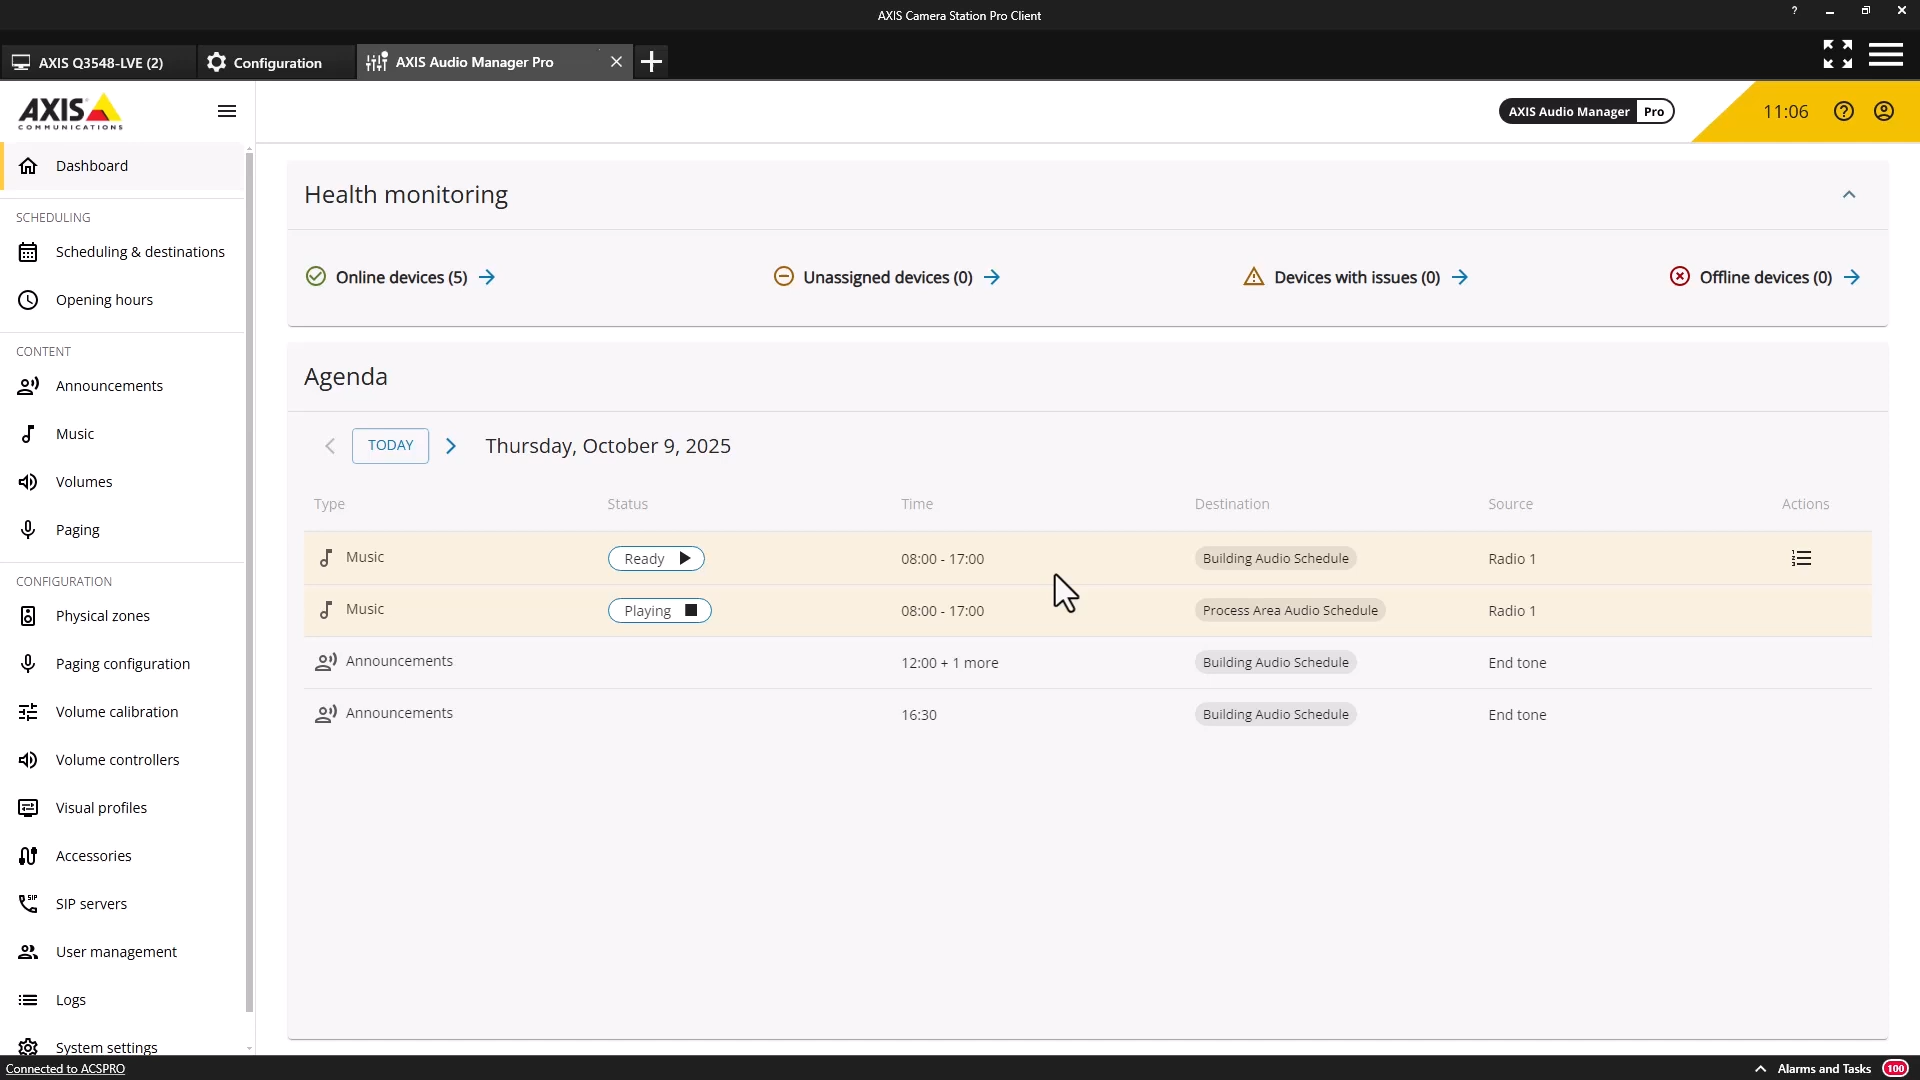 AXIS Camera Station Pro Client
?
AXIS Q3548-LVE (2)
Configuration
AXIS Audio Manager Pro
AXIS
COMMUNICATIONS
AXIS Audio Manager Pro
11:06
Dashboard
SCHEDULING
Scheduling & destinations
Opening hours
CONTENT
Announcements
Music
Volumes
Paging
CONFIGURATION
Physical zones
Paging configuration
Volume calibration
Volume controllers
Visual profiles
Accessories
SIP
SIP servers
User management
Logs
System settings
Health monitoring
Online devices (5)
Unassigned devices (0)
Devices with issues (0)
Offline devices (0)
Agenda
TODAY
Thursday, October 9, 2025
Type Status Time Destination Source Actions
Music Ready 08:00 - 17:00 Building Audio Schedule Radio 1
Music Playing 08:00 - 17:00 Process Area Audio Schedule Radio 1
Announcements 12:00 + 1 more Building Audio Schedule End tone
Announcements 16:30 Building Audio Schedule End tone
Connected to ACSPRO
Alarms and Tasks 100